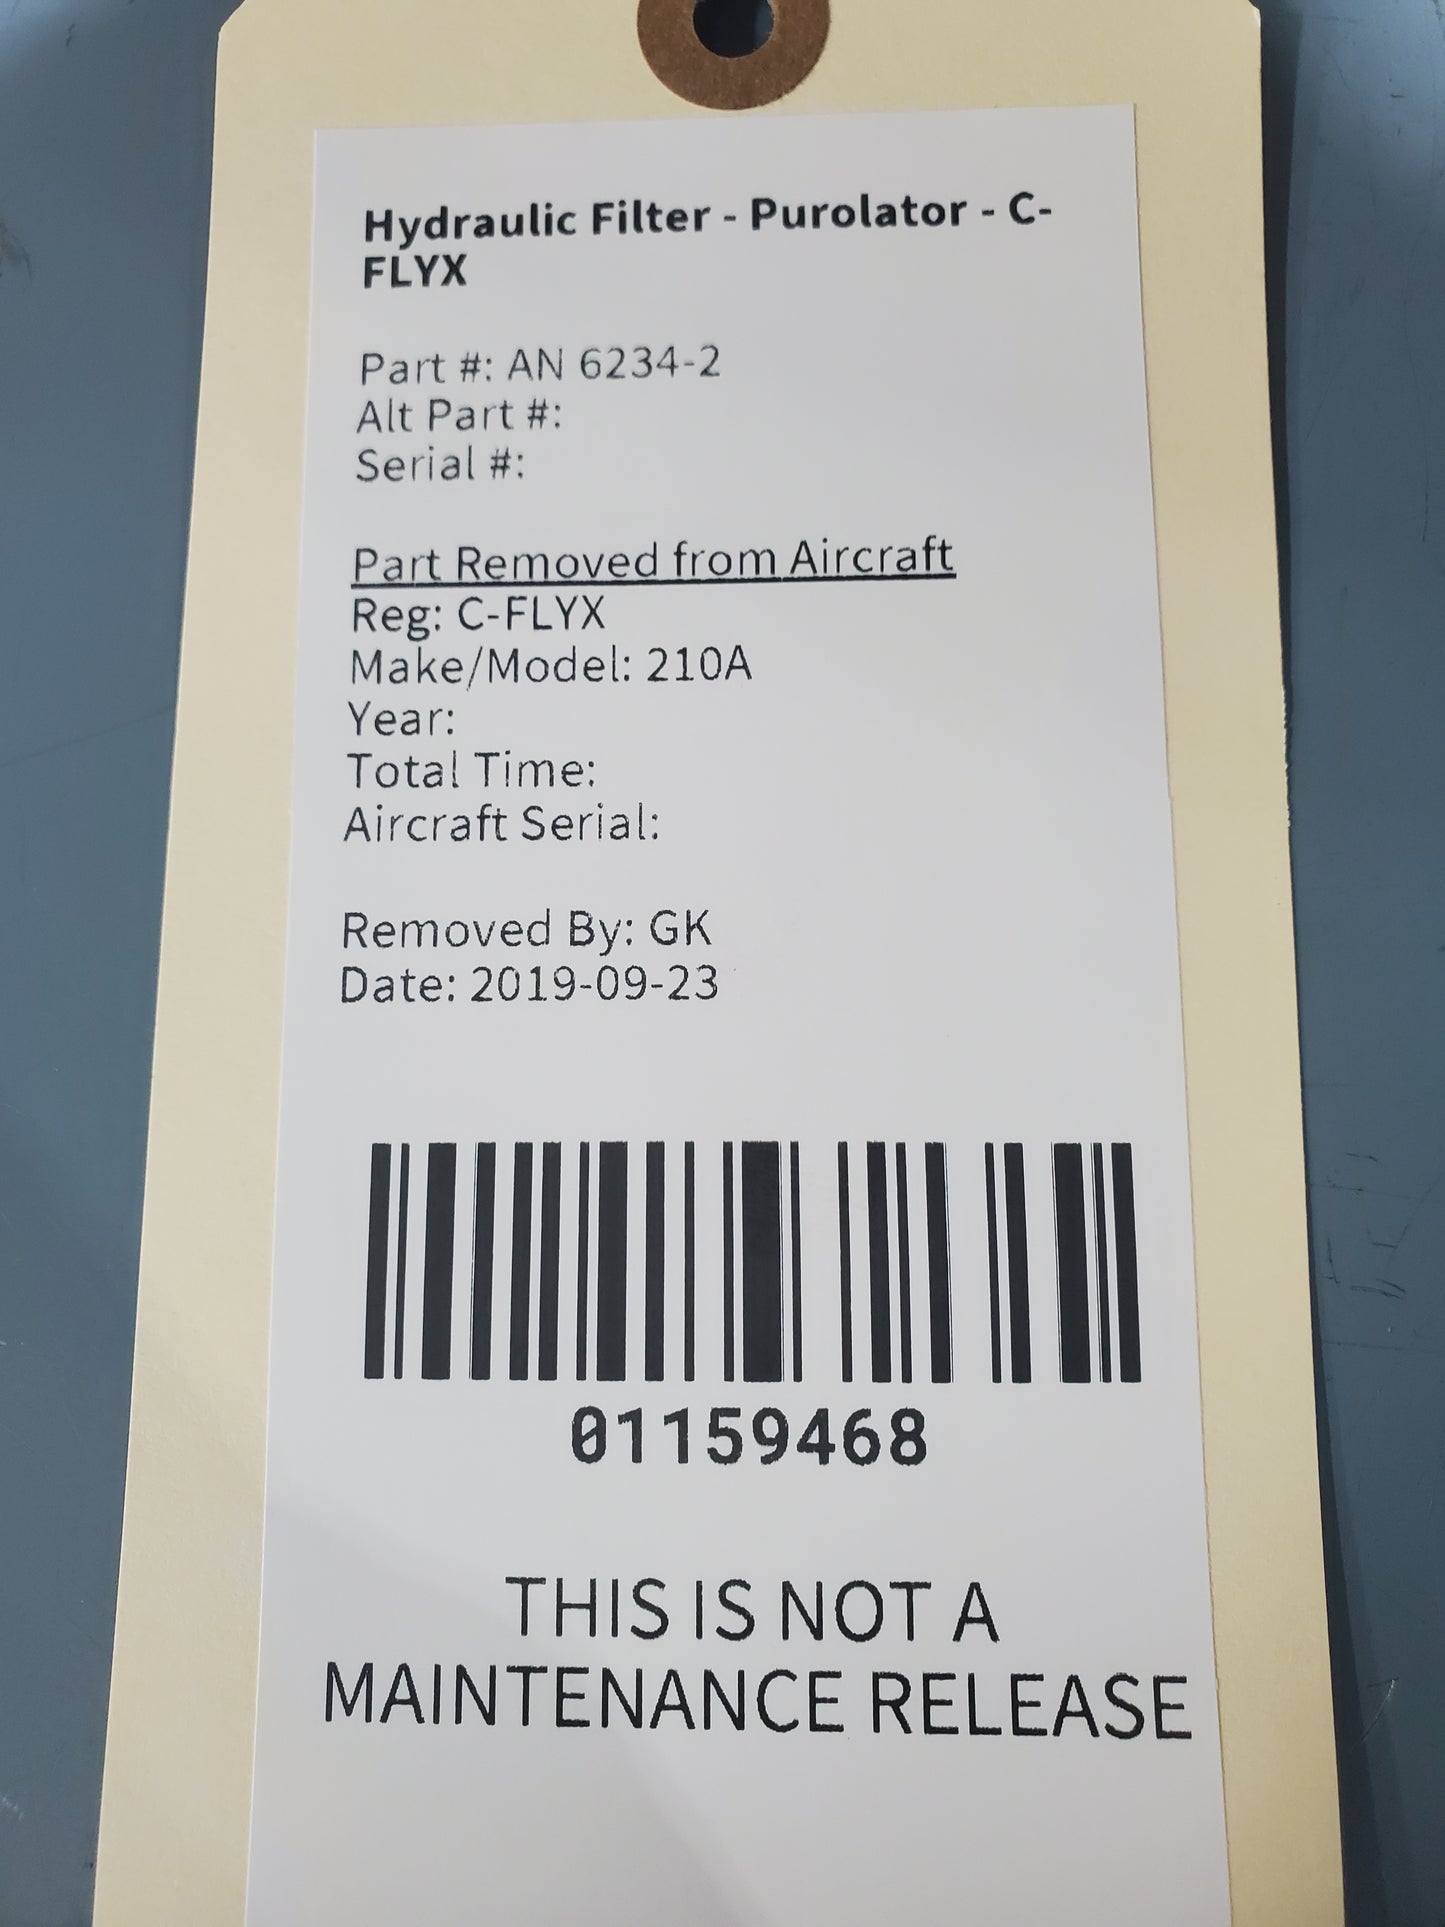 Hydraulic Filter - Purolator - C-
FLYX
Part #: AN 6234-2
Alt Part #:
Serial #:
Part Removed from Aircraft
Reg: C-FLYX
Make/Model: 210A
Year:
Total Time:
Aircraft Serial:
Removed By: GK
Date: 2019-09-23
01159468
THIS IS NOT A
MAINTENANCE RELEASE